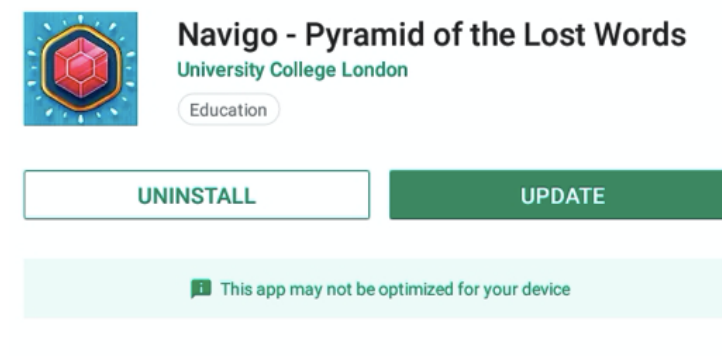 Navigo - Pyramid of the Lost Words
University College London
Education
UNINSTALL
UPDATE
This app may not be optimized for your device